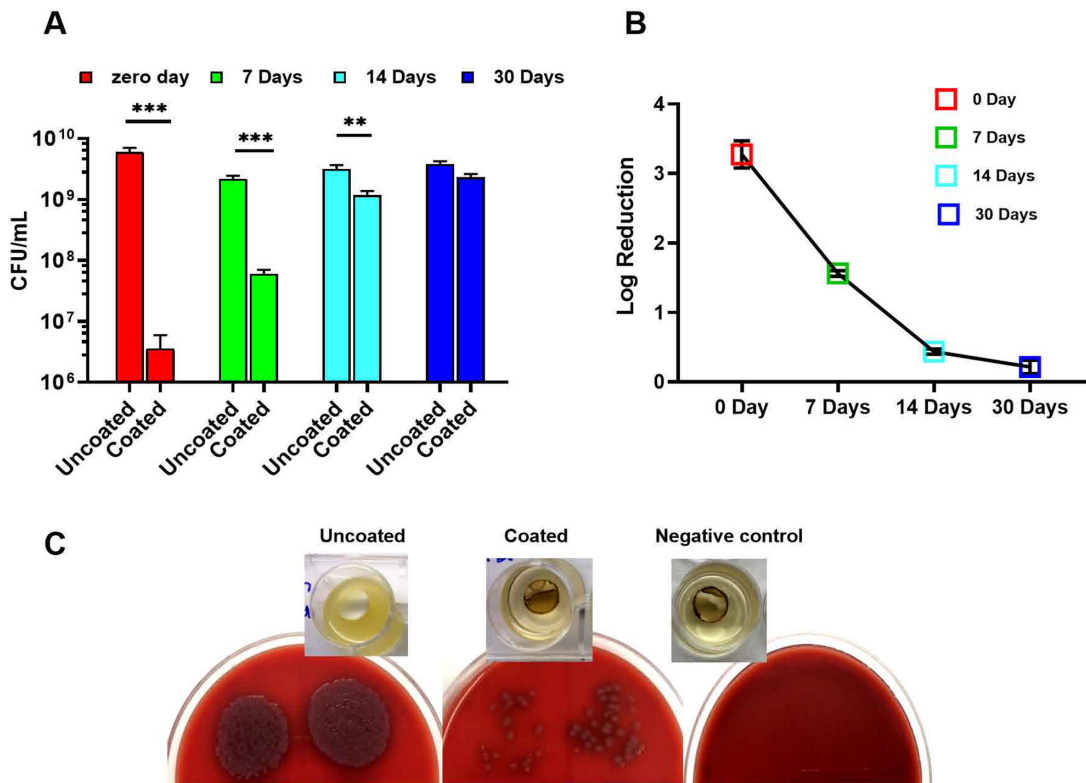 A
zero day 7 Days 14 Days 30 Days
*** *** **
CFU/mL
10^10
10^9
10^8
10^7
10^6
Uncoated Coated Uncoated Coated Uncoated Coated Uncoated Coated
B
Log Reduction
4
3
2
1
0
0 Day
7 Days
14 Days
30 Days
0 Day 7 Days 14 Days 30 Days
C
Uncoated Coated Negative control